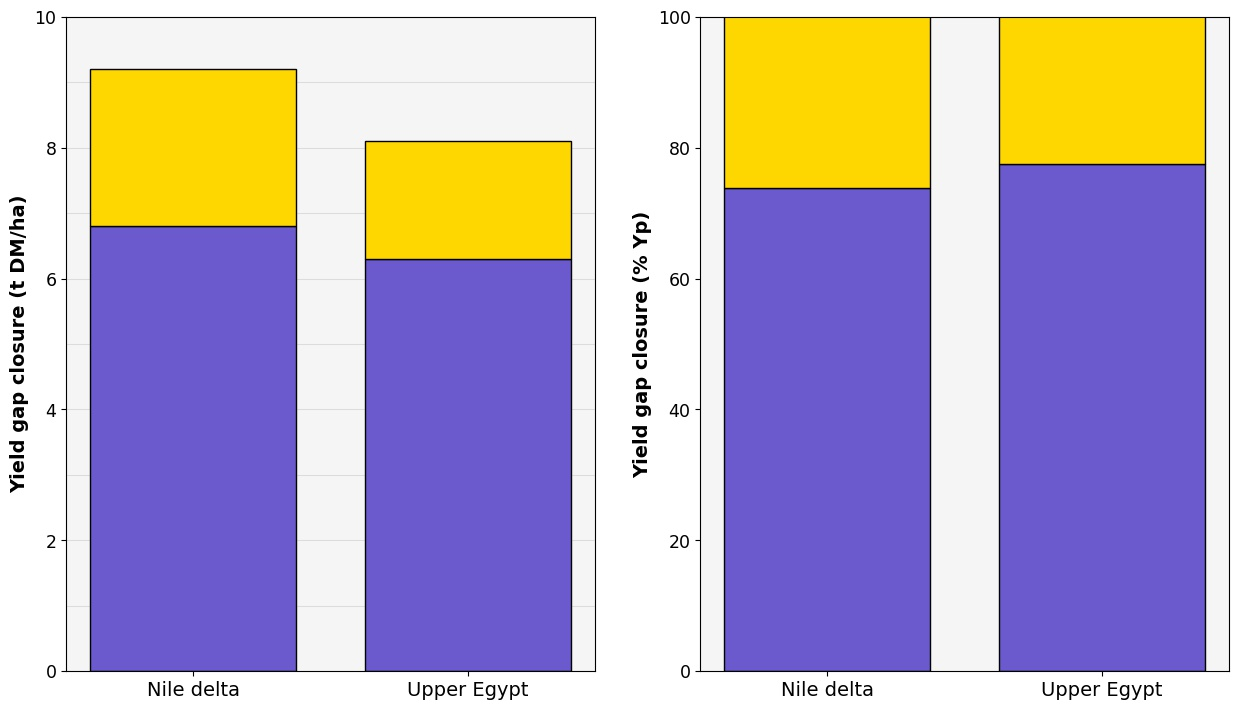 Yield gap closure (t DM/ha)
10
8
6
4
2
0
Nile delta
Upper Egypt
Yield gap closure (% Yp)
100
80
60
40
20
0
Nile delta
Upper Egypt